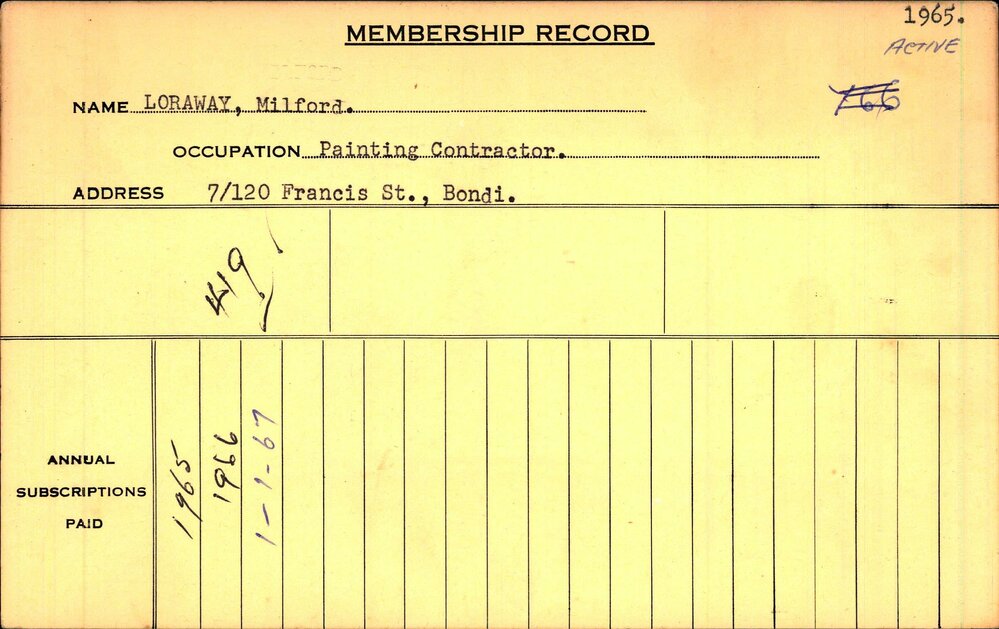 1965.
MEMBERSHIP RECORD
ACTIVE
NAME LORAWAY, Milford.
766
OCCUPATION Painting Contractor.
ADDRESS 7/120 Francis St., Bondi.
419
1965
1966
1-1-67
ANNUAL
SUBSCRIPTIONS
PAID